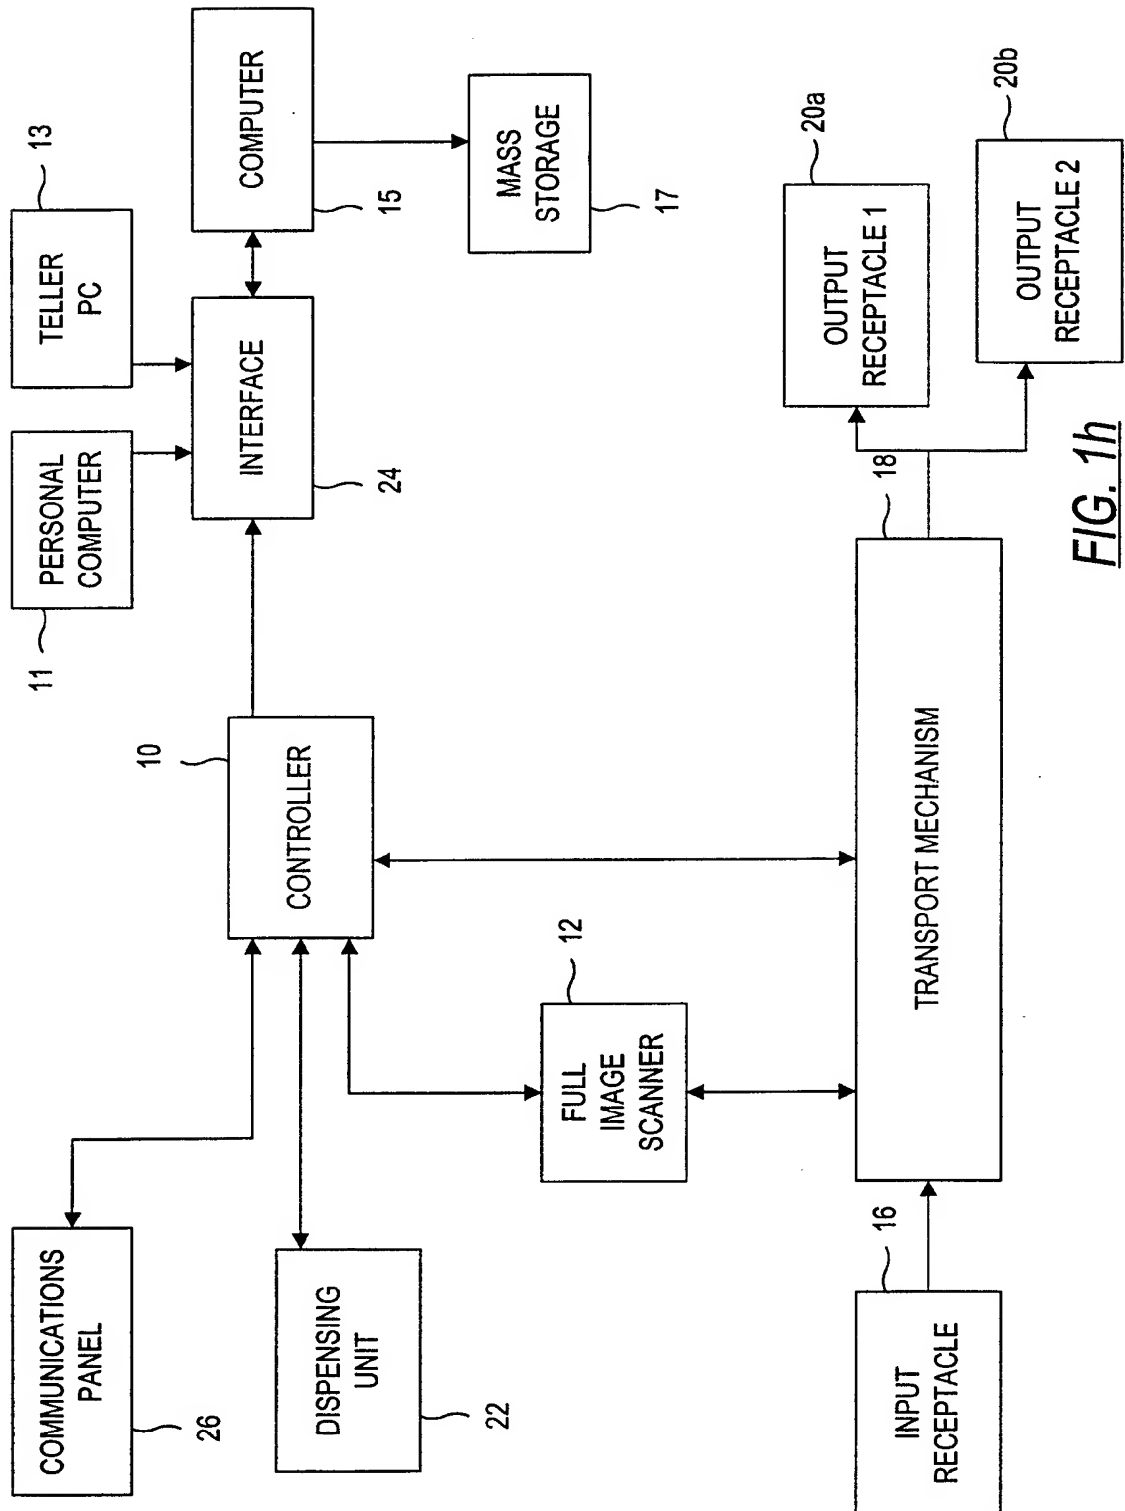 COMMUNICATIONS
PANEL
26
DISPENSING
UNIT
22
INPUT
RECEPTACLE
16
FULL
IMAGE
SCANNER
12
CONTROLLER
10
TRANSPORT MECHANISM
18
PERSONAL
COMPUTER
11
TELLER
PC
13
INTERFACE
24
COMPUTER
15
MASS
STORAGE
17
OUTPUT
RECEPTACLE 1
20a
OUTPUT
RECEPTACLE 2
20b
FIG. 1h